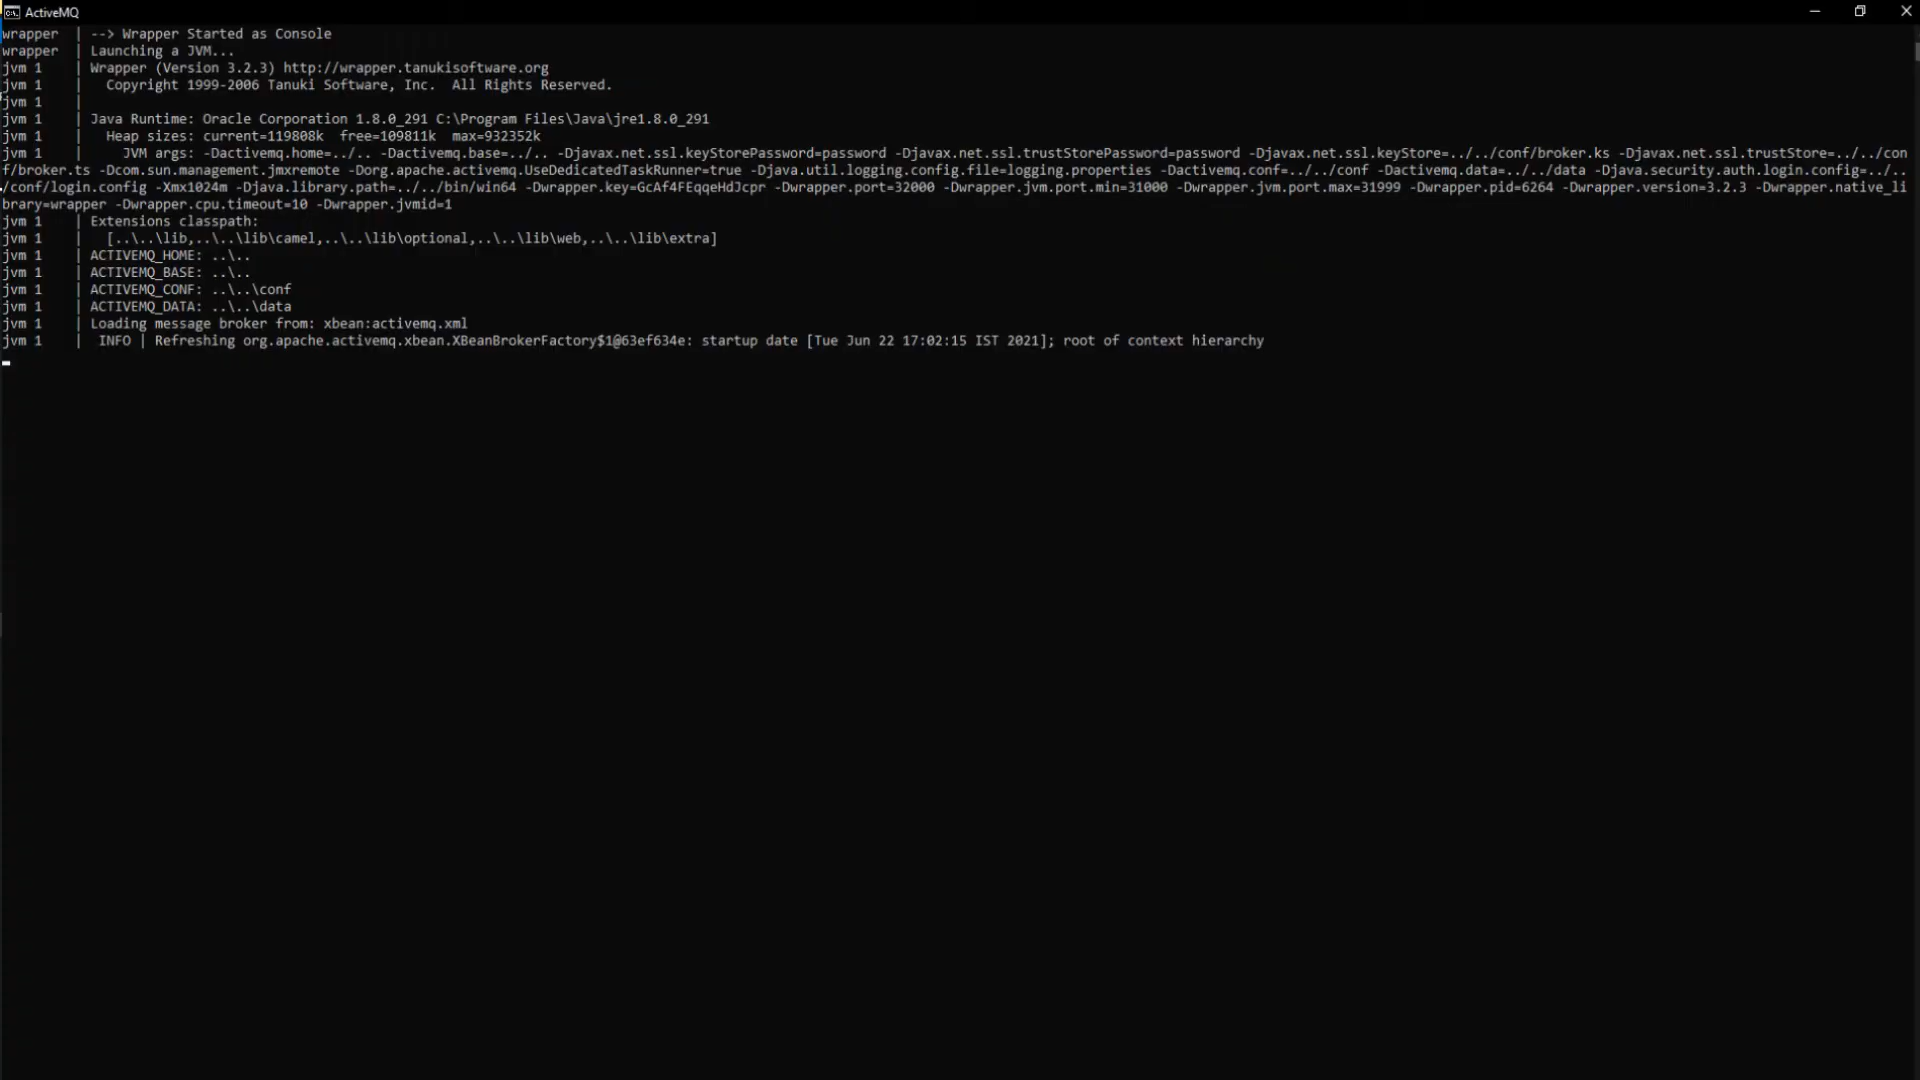 ActiveMQ
wrapper  | --> Wrapper Started as Console
wrapper  | Launching a JVM...
jvm 1    | Wrapper (Version 3.2.3) http://wrapper.tanukisoftware.org
jvm 1    |   Copyright 1999-2006 Tanuki Software, Inc.  All Rights Reserved.
jvm 1    |
jvm 1    | Java Runtime: Oracle Corporation 1.8.0_291 C:\Program Files\Java\jre1.8.0_291
jvm 1    |   Heap sizes: current=119808k  free=109811k  max=932352k
jvm 1    |     JVM args: -Dactivemq.home=../.. -Dactivemq.base=../.. -Djavax.net.ssl.keyStorePassword=password -Djavax.net.ssl.trustStorePassword=password -Djavax.net.ssl.keyStore=../../conf/broker.ks -Djavax.net.ssl.trustStore=../../con
f/broker.ts -Dcom.sun.management.jmxremote -Dorg.apache.activemq.UseDedicatedTaskRunner=true -Djava.util.logging.config.file=logging.properties -Dactivemq.conf=../../conf -Dactivemq.data=../../data -Djava.security.auth.login.config=../..
/conf/login.config -Xmx1024m -Djava.library.path=../../bin/win64 -Dwrapper.key=GcAf4FEqqeHdJcpr -Dwrapper.port=32000 -Dwrapper.jvm.port.min=31000 -Dwrapper.jvm.port.max=31999 -Dwrapper.pid=6264 -Dwrapper.version=3.2.3 -Dwrapper.native_li
brary=wrapper -Dwrapper.cpu.timeout=10 -Dwrapper.jvmid=1
jvm 1    | Extensions classpath:
jvm 1    |   [..\..\lib,..\..\lib\camel,..\..\lib\optional,..\..\lib\web,..\..\lib\extra]
jvm 1    | ACTIVEMQ_HOME: ..\..
jvm 1    | ACTIVEMQ_BASE: ..\..
jvm 1    | ACTIVEMQ_CONF: ..\..\conf
jvm 1    | ACTIVEMQ_DATA: ..\..\data
jvm 1    | Loading message broker from: xbean:activemq.xml
jvm 1    |  INFO | Refreshing org.apache.activemq.xbean.XBeanBrokerFactory$1@63ef634e: startup date [Tue Jun 22 17:02:15 IST 2021]; root of context hierarchy